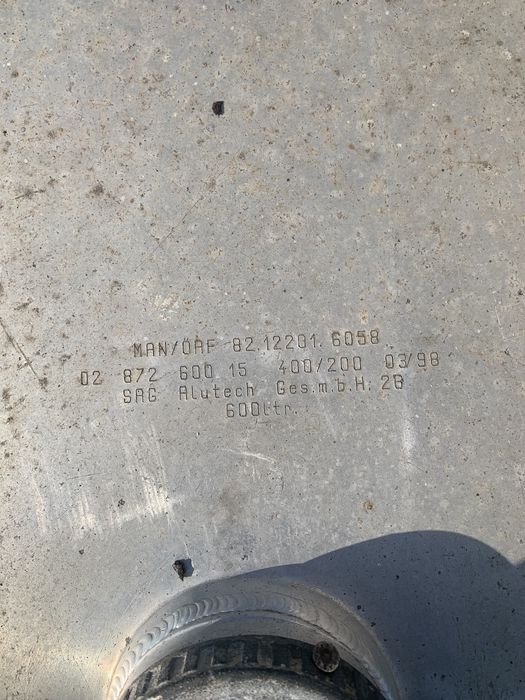 MAN/ÖAF 82.12201.6058
02 872 600 15 400/200 03/98
SAG Alutech Ges.m.b.H. 28
600ltr.